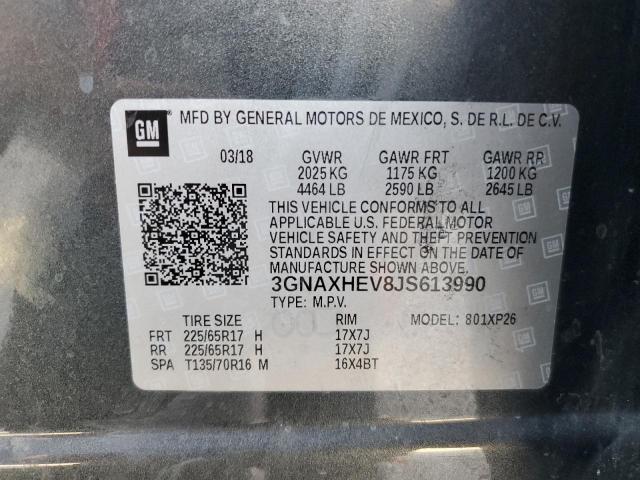 GM MFD BY GENERAL MOTORS DE MEXICO, S. DE R.L. DE C.V.
03/18 GVWR GAWR FRT GAWR RR
2025 KG 1175 KG 1200 KG
4464 LB 2590 LB 2645 LB
THIS VEHICLE CONFORMS TO ALL
APPLICABLE U.S. FEDERAL MOTOR
VEHICLE SAFETY AND THEFT PREVENTION
STANDARDS IN EFFECT ON THE DATE OF
MANUFACTURE SHOWN ABOVE.
3GNAXHEV8JS613990
TYPE: M.P.V.
TIRE SIZE RIM MODEL: 801XP26
FRT 225/65R17 H 17X7J
RR 225/65R17 H 17X7J
SPA T135/70R16 M 16X4BT